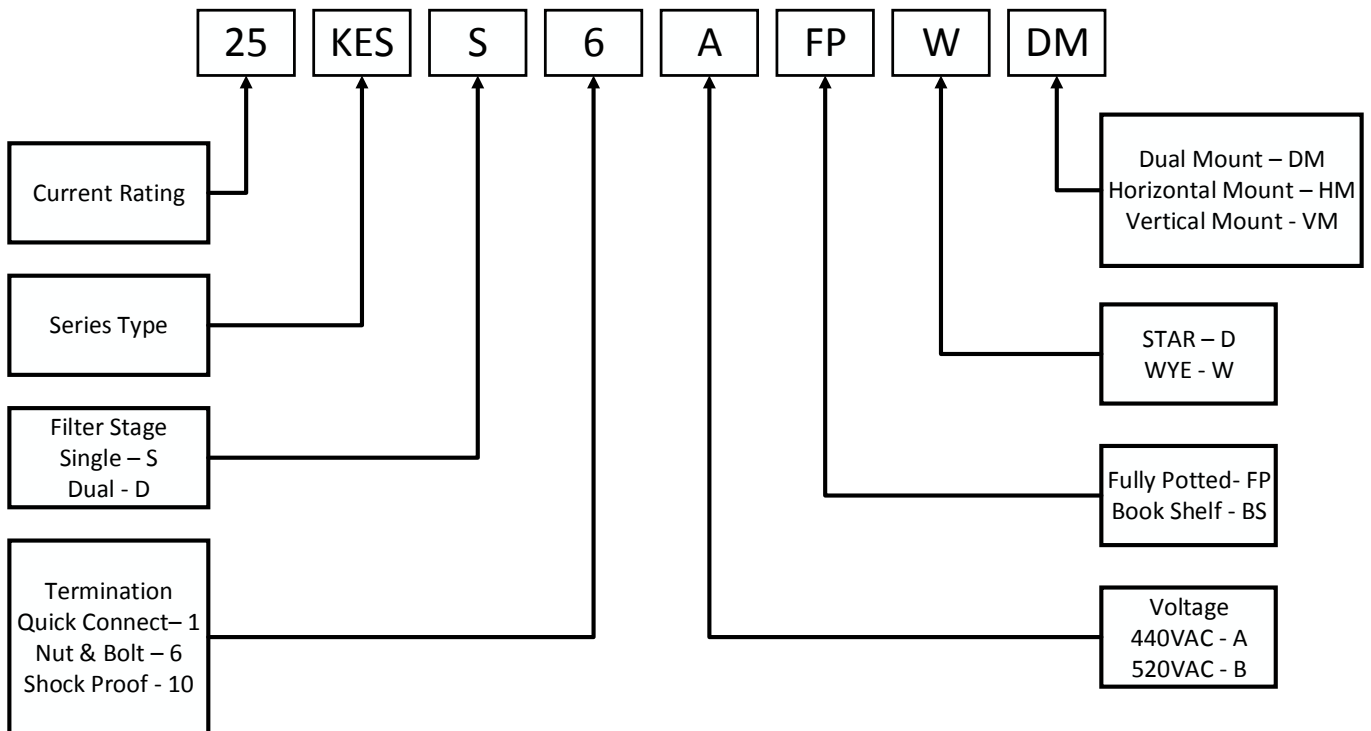 25 KES S 6 A FP W DM
Current Rating
Series Type
Filter Stage
Single – S
Dual - D
Termination
Quick Connect– 1
Nut & Bolt – 6
Shock Proof - 10
Dual Mount – DM
Horizontal Mount – HM
Vertical Mount - VM
STAR – D
WYE - W
Fully Potted- FP
Book Shelf - BS
Voltage
440VAC - A
520VAC - B